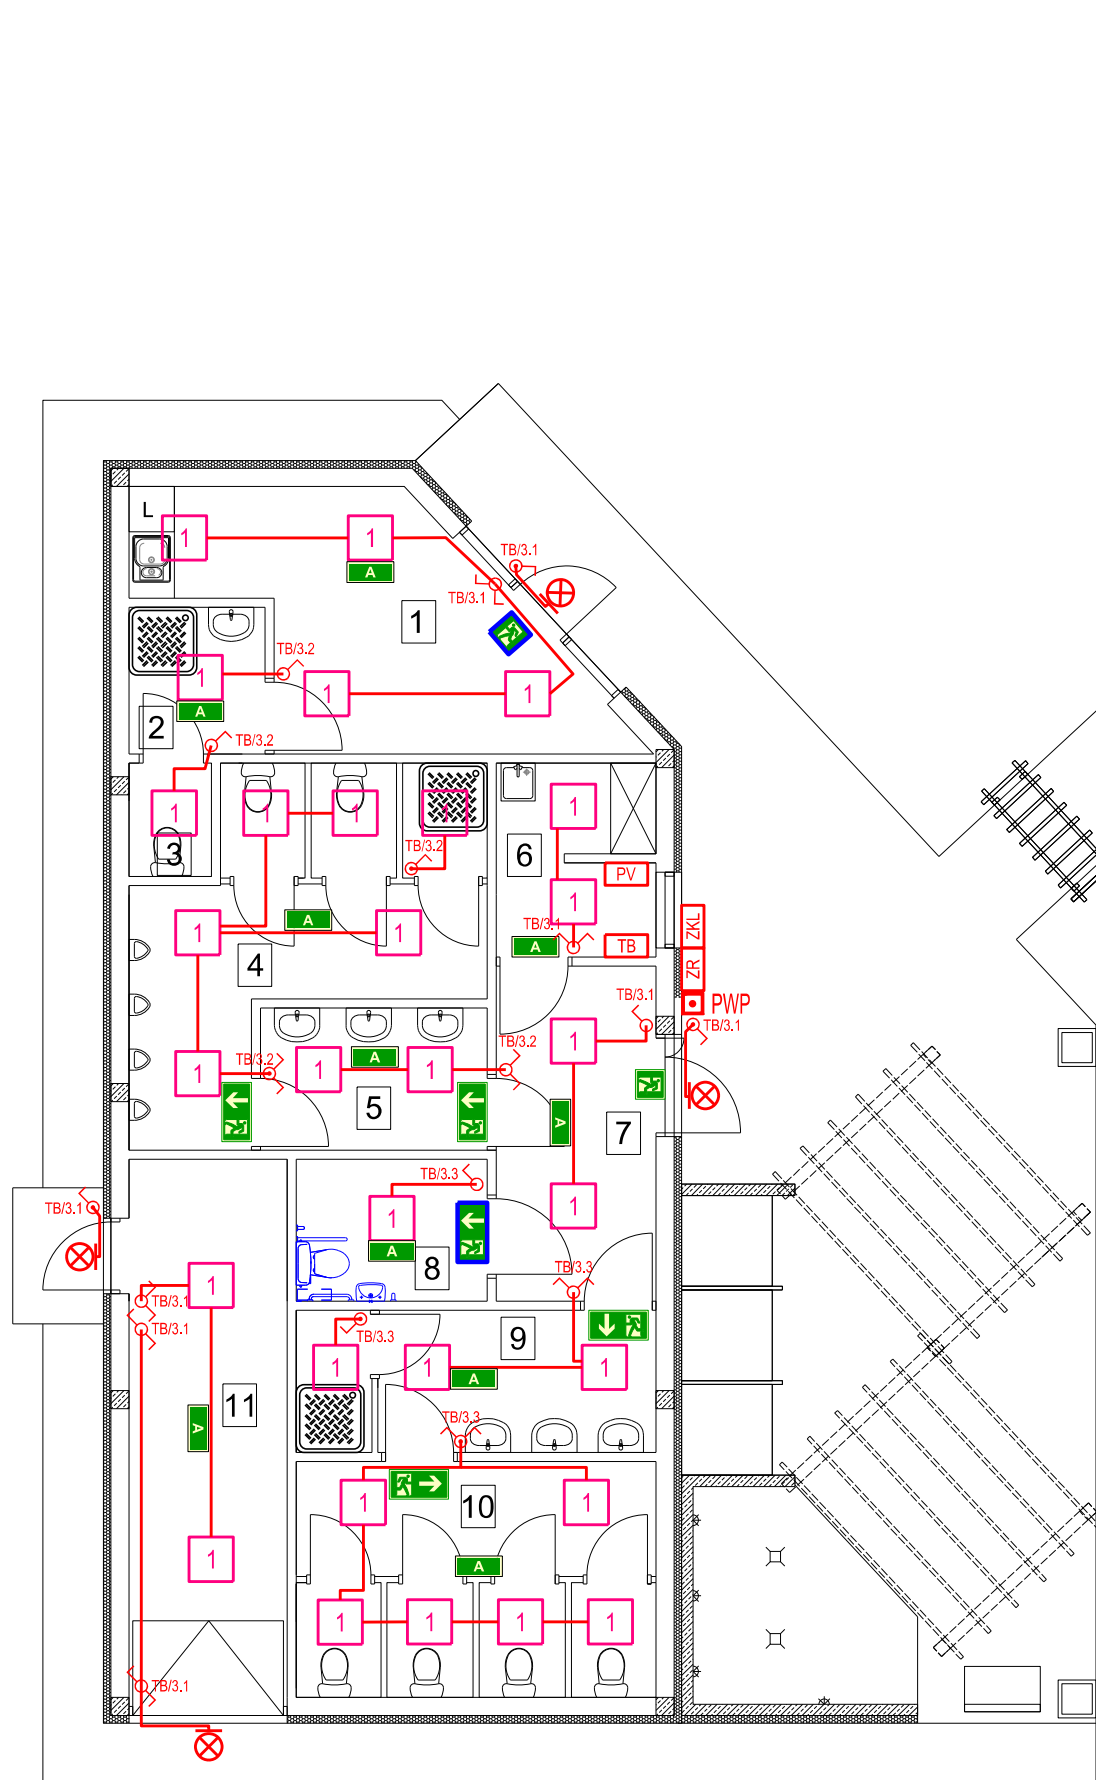 L
1 1
A
TB/3.1
TB/3.1
1
TB/3.2
1
A
1 1
2
TB/3.2
1
1 1 1
1
3
TB/3.2
6
PV
1
TB/3.1
A
1 1
A
TB
ZKL
ZR
4
PWP
TB/3.1
TB/3.1
1
TB/3.2
1
A
1
1
TB/3.2
5
A
7
TB/3.3
1
A
8
1
TB/3.1
TB/3.3
1
TB/3.1
TB/3.1
TB/3.3
9
1
1
A
1
11
A
TB/3.3
1
10
1
A
1
1 1 1 1
TB/3.1